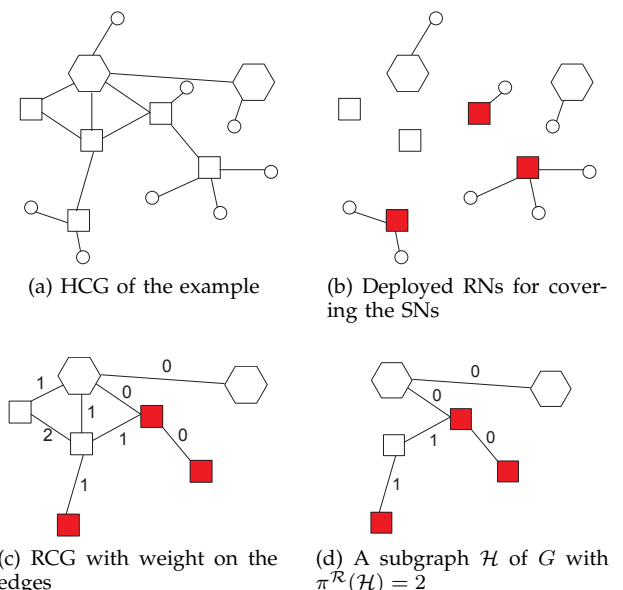 (a) HCG of the example
(b) Deployed RNs for cover-
ing the SNs
0
1
0
1
2
1
0
1
(c) RCG with weight on the
edges
0
0
1
0
1
(d) A subgraph ℋ of G with
π^ℛ(ℋ) = 2